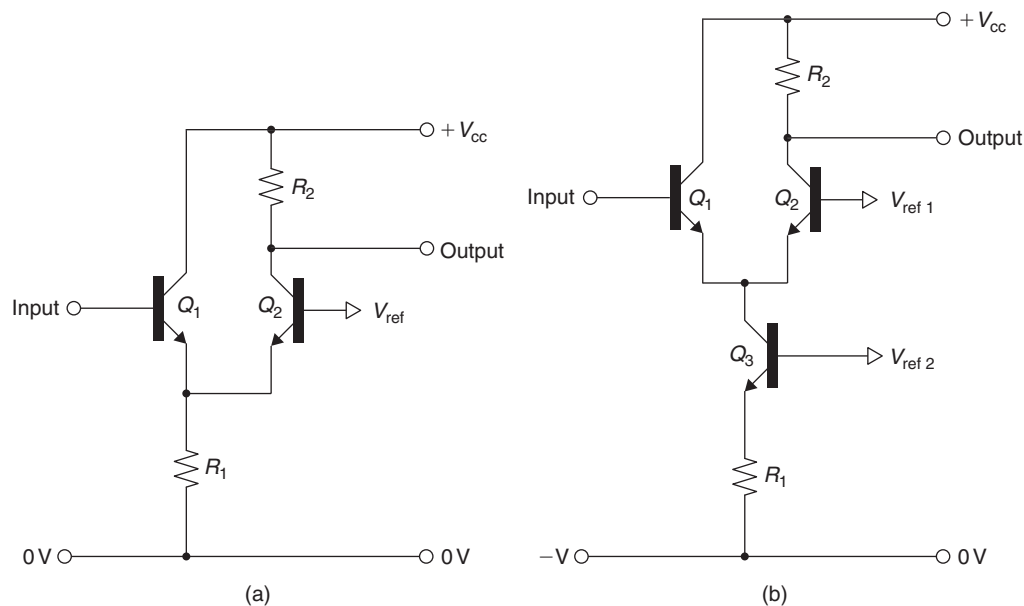 + Vcc
R2
Output
Input
Q1
Q2
Vref
R1
0 V
0 V
(a)
+ Vcc
R2
Output
Input
Q1
Q2
Vref 1
Q3
Vref 2
R1
−V
0 V
(b)